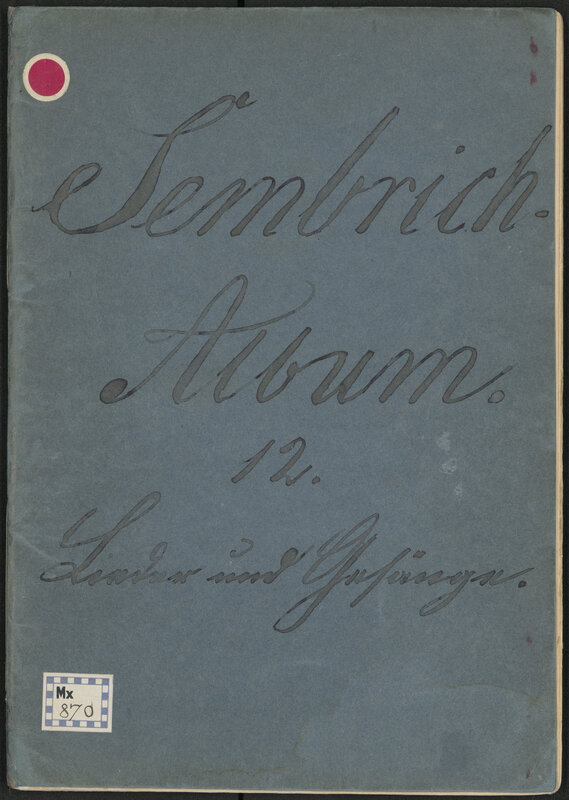 Sembrich-
Album.
12.
Lieder und Gesänge.
Mx
870